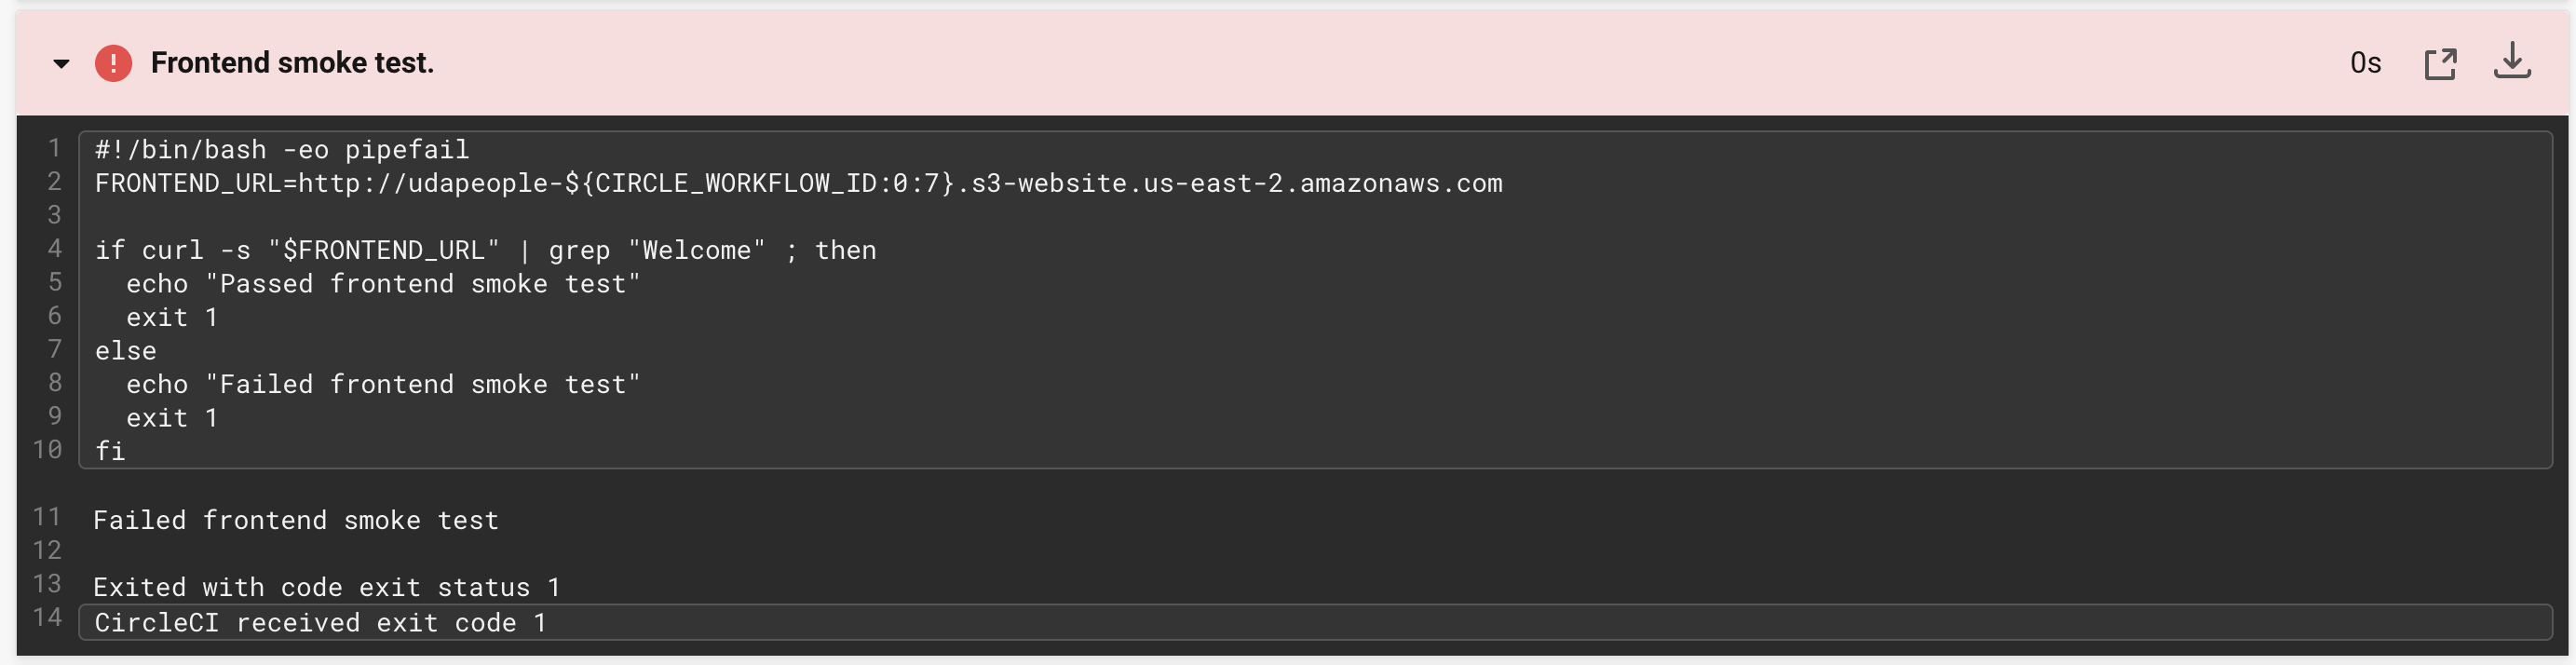 Frontend smoke test.
0s
1 #!/bin/bash -eo pipefail
2 FRONTEND_URL=http://udapeople-${CIRCLE_WORKFLOW_ID:0:7}.s3-website.us-east-2.amazonaws.com
3
4 if curl -s "$FRONTEND_URL" | grep "Welcome" ; then
5   echo "Passed frontend smoke test"
6   exit 1
7 else
8   echo "Failed frontend smoke test"
9   exit 1
10 fi
11 Failed frontend smoke test
12
13 Exited with code exit status 1
14 CircleCI received exit code 1